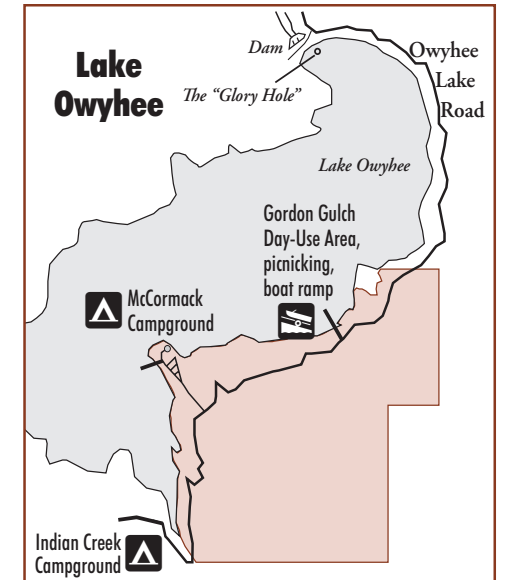 Lake
Owyhee
Dam
The “Glory Hole”
Owyhee
Lake
Road
Lake Owyhee
Gordon Gulch
Day-Use Area,
picnicking,
boat ramp
McCormack
Campground
Indian Creek
Campground